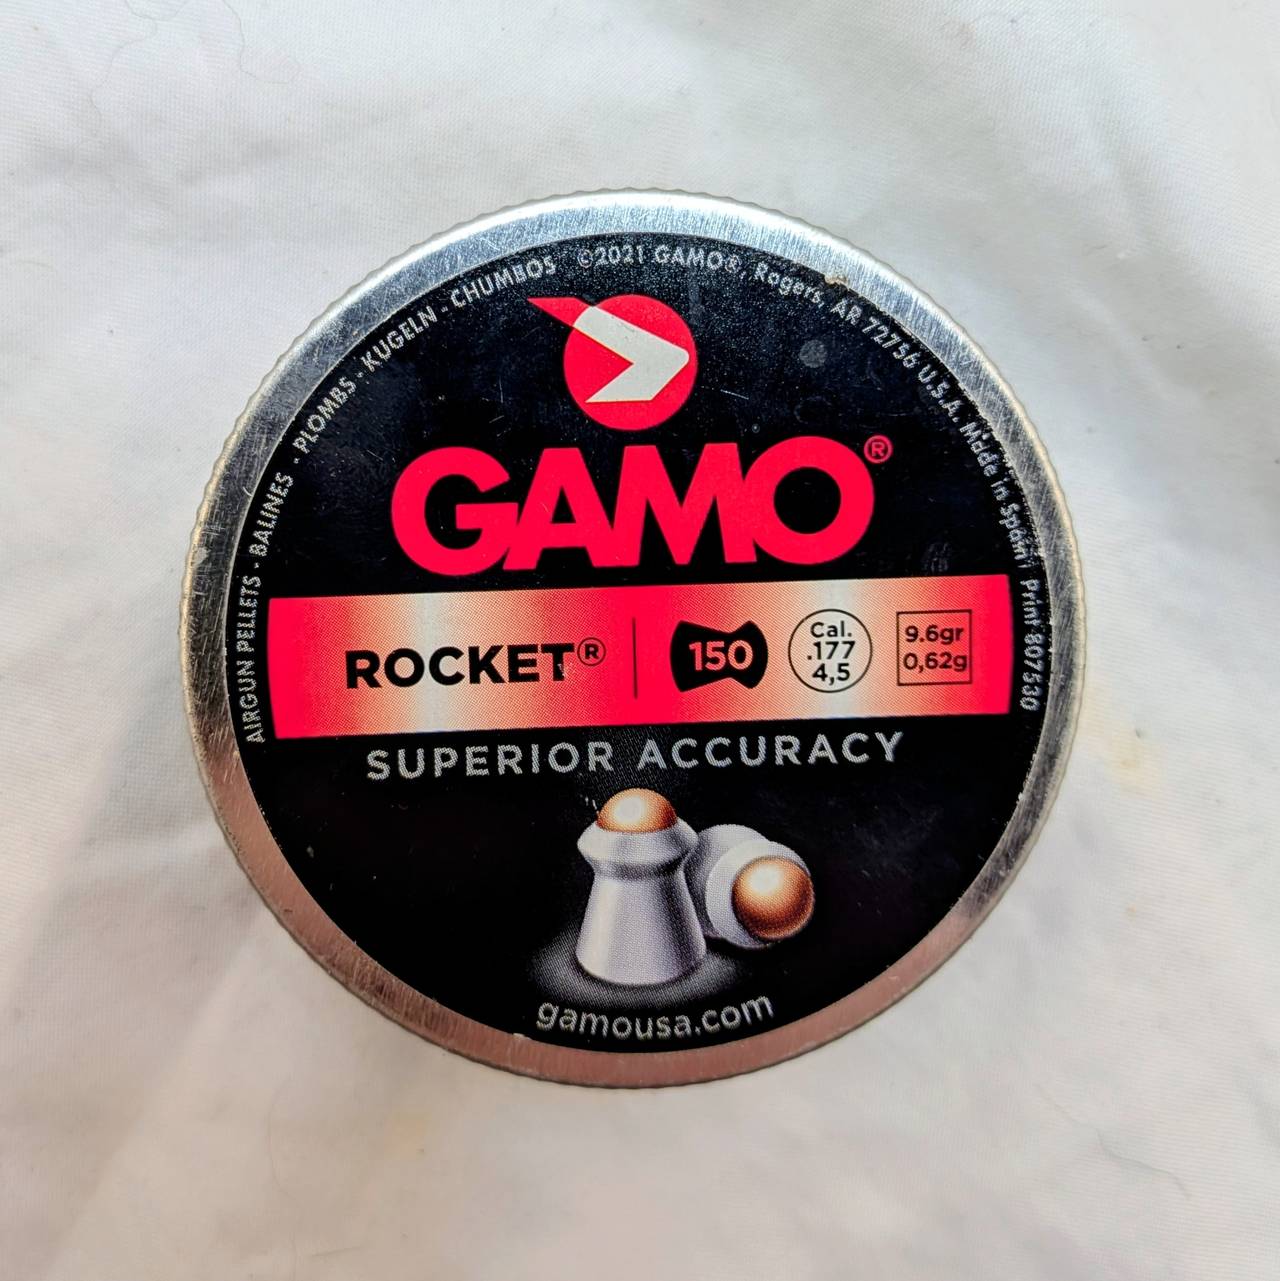 AIRGUN PELLETS - BALINES - PLOMBS - KUGELN - CHUMBOS ©2021 GAMO®, Rogers, AR 72756 U.S.A. Made in Spain Print 807530
GAMO®
ROCKET® 150 Cal. .177 4,5 9.6gr 0,62g
SUPERIOR ACCURACY
gamousa.com